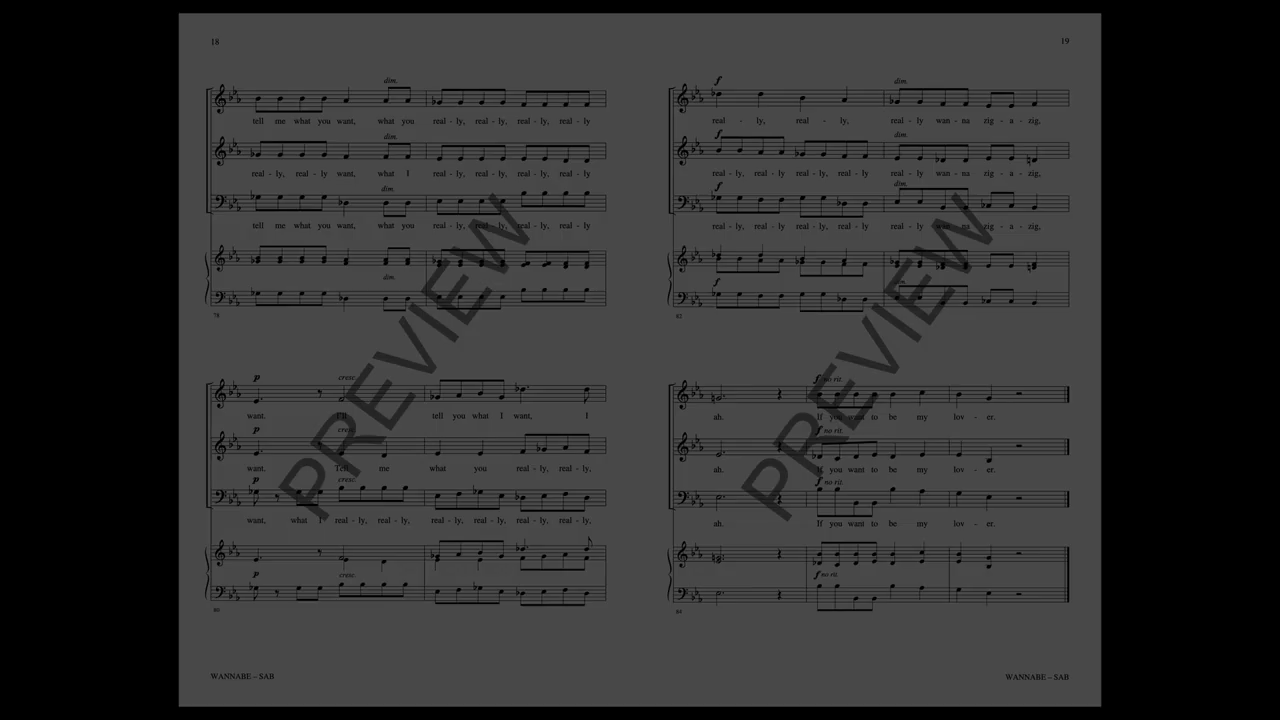 18
dim.
tell me what you want, what you real - ly, real - ly, real - ly, real - ly
dim.
real - ly, real - ly want, what I real - ly, real - ly, real - ly, real - ly
dim.
tell me what you want, what you real - ly, real - ly, real - ly, real - ly
dim.
78
p cresc.
want. I'll tell you what I want, I
p cresc.
want. Tell me what you real - ly, real - ly,
p cresc.
want, what I real - ly, real - ly, real - ly, real - ly, real - ly, real - ly,
p cresc.
80
WANNABE – SAB
19
f dim.
real - ly, real - ly, real - ly wan - na zig - a - zig,
f dim.
real - ly, real - ly real - ly, real - ly real - ly wan - na zig - a - zig,
f dim.
real - ly, real - ly, real - ly, real - ly real - ly wan - na zig - a - zig,
f dim.
82
f no rit.
ah. If you want to be my lov - er.
f no rit.
ah. If you want to be my lov - er.
f no rit.
ah. If you want to be my lov - er.
f no rit.
84
WANNABE – SAB
PREVIEW
PREVIEW